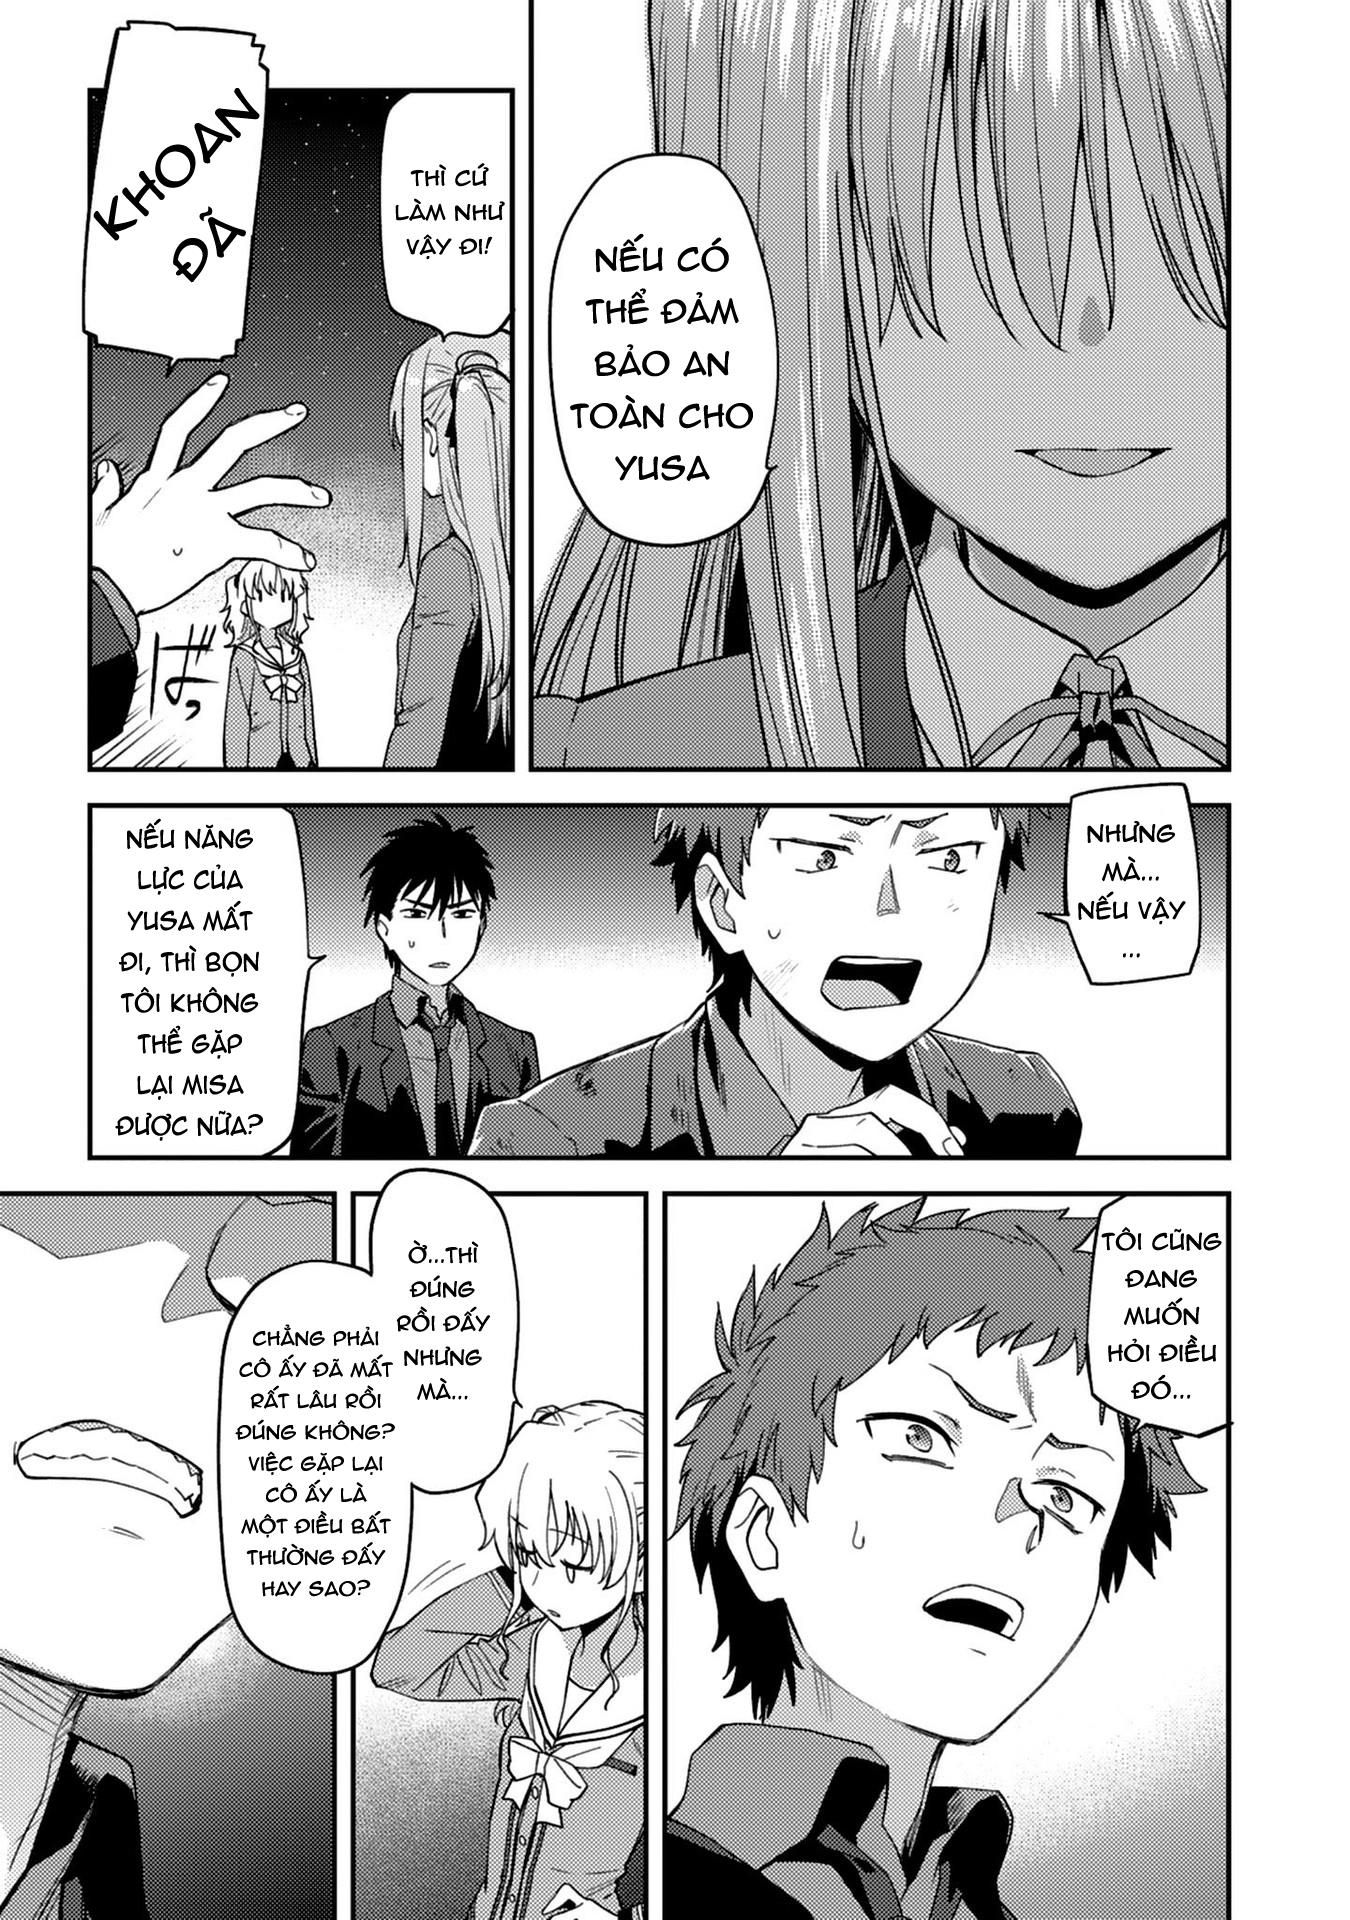 NẾU CÓ
THỂ ĐẢM
BẢO AN
TOÀN CHO
YUSA
THÌ CỨ
LÀM NHƯ
VẬY ĐI!
KHOAN
ĐÃ
ばっ
NHƯNG
MÀ...
NẾU VẬY
...
NẾU NĂNG
LỰC CỦA
YUSA MẤT
ĐI, THÌ BỌN
TÔI KHÔNG
THỂ GẶP
LẠI MISA
ĐƯỢC NỮA?
TÔI CŨNG
ĐANG
MUỐN
HỎI ĐIỀU
ĐÓ...
Ờ...THÌ
ĐÚNG
RỒI ĐẤY
NHƯNG
MÀ...
CHẲNG PHẢI
CÔ ẤY ĐÃ MẤT
RẤT LÂU RỒI
ĐÚNG KHÔNG?
VIỆC GẶP LẠI
CÔ ẤY LÀ
MỘT ĐIỀU BẤT
THƯỜNG ĐẤY
HAY SAO?